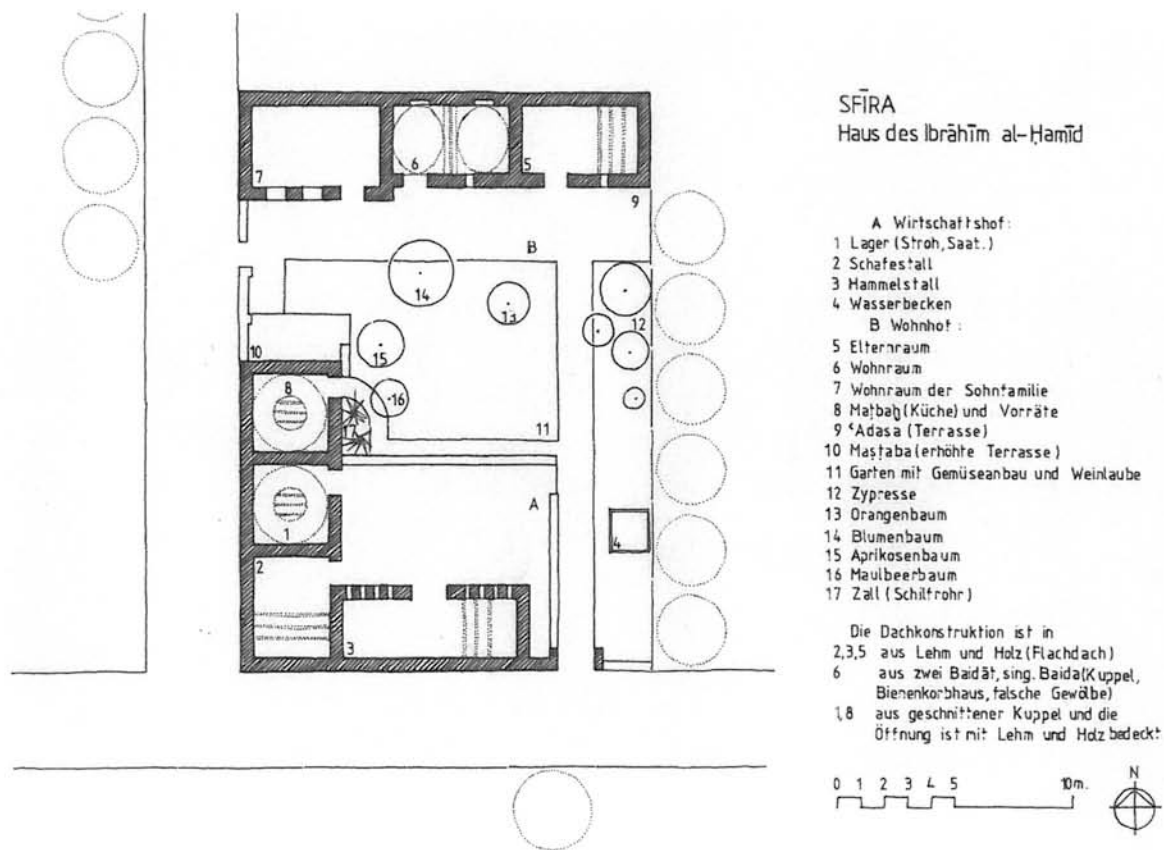 SFĪRA
Haus des Ibrāhīm al-Ḥamīd
A Wirtschaftshof:
1 Lager (Stroh, Saat.)
2 Schafestall
3 Hammelstall
4 Wasserbecken
B Wohnhof :
5 Elternraum
6 Wohnraum
7 Wohnraum der Sohnfamilie
8 Maṭbaḫ (Küche) und Vorräte
9 ʿAdasa (Terrasse)
10 Maṣṭaba (erhöhte Terrasse)
11 Garten mit Gemüseanbau und Weinlaube
12 Zypresse
13 Orangenbaum
14 Blumenbaum
15 Aprikosenbaum
16 Maulbeerbaum
17 Zall (Schilfrohr)
Die Dachkonstruktion ist in
2,3,5 aus Lehm und Holz (Flachdach)
6 aus zwei Baidāt, sing. Baida (Kuppel,
Bienenkorbhaus, falsche Gewölbe)
1,8 aus geschnittener Kuppel und die
Öffnung ist mit Lehm und Holz bedeckt
0 1 2 3 4 5 10m.
N
7
6
5
9
B
14
13
12
15
10
8
16
11
A
1
4
2
3